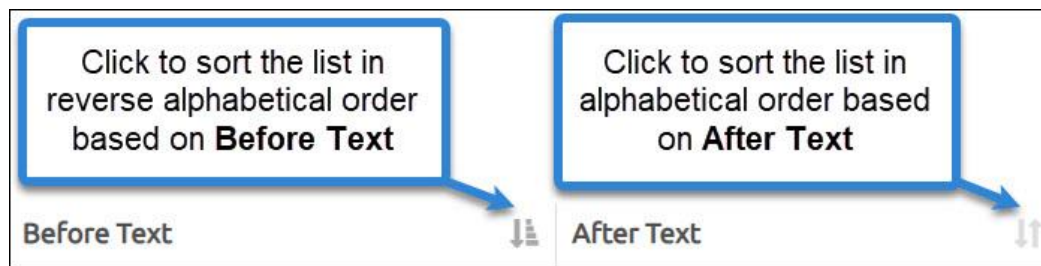 Click to sort the list in
reverse alphabetical order
based on Before Text
Click to sort the list in
alphabetical order based
on After Text
Before Text
After Text